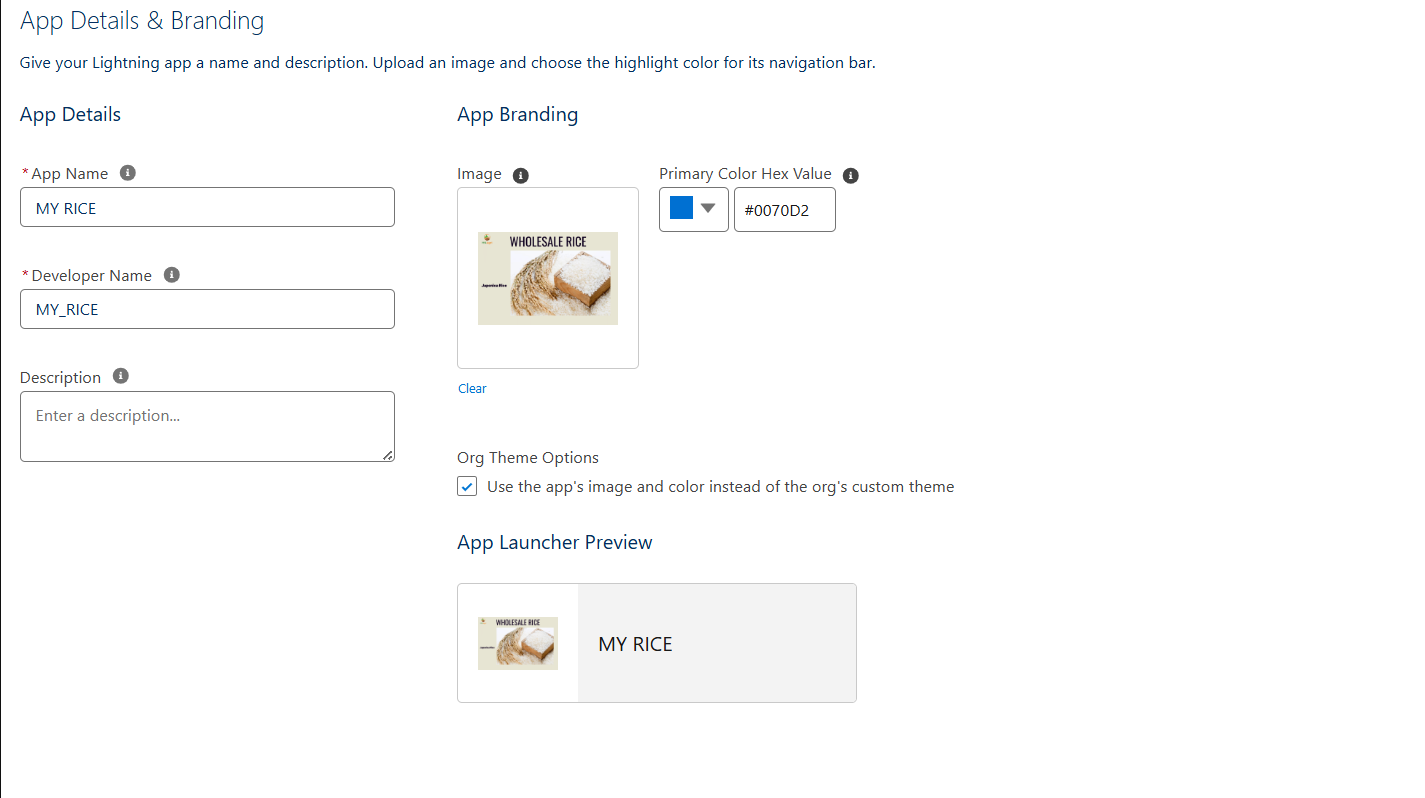 App Details & Branding
Give your Lightning app a name and description. Upload an image and choose the highlight color for its navigation bar.
App Details
*App Name
MY RICE
*Developer Name
MY_RICE
Description
Enter a description...
App Branding
Image
WHOLESALE RICE
Japonica Rice
Clear
Primary Color Hex Value
#0070D2
Org Theme Options
Use the app's image and color instead of the org's custom theme
App Launcher Preview
WHOLESALE RICE
MY RICE